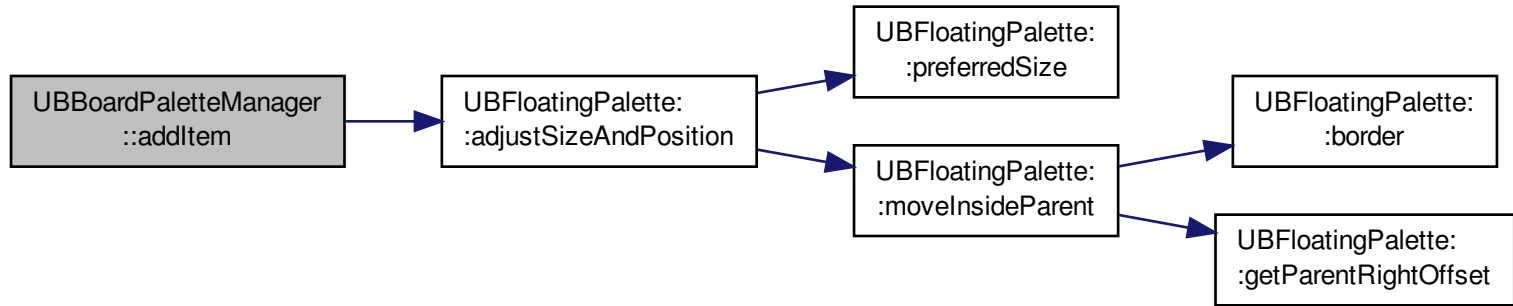 UBBoardPaletteManager
::addItem
UBFloatingPalette:
:adjustSizeAndPosition
UBFloatingPalette:
:preferredSize
UBFloatingPalette:
:moveInsideParent
UBFloatingPalette:
:border
UBFloatingPalette:
:getParentRightOffset